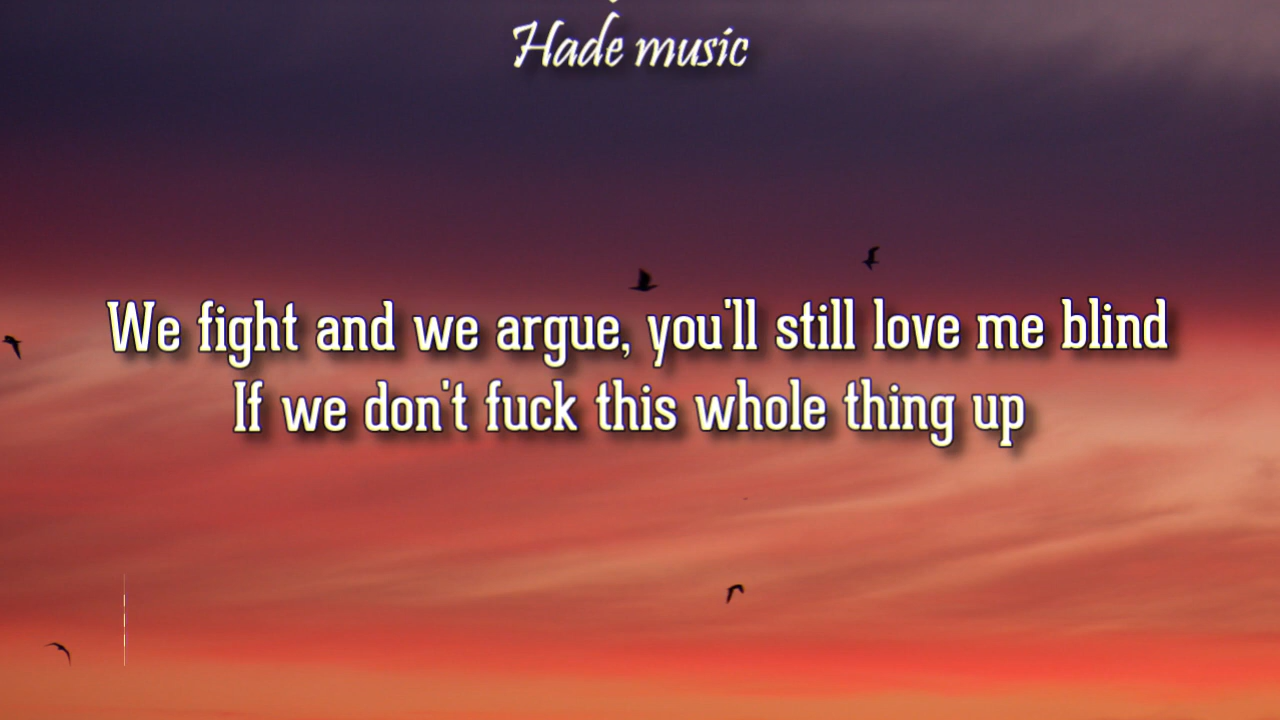 Hade music
We fight and we argue, you'll still love me blind
If we don't fuck this whole thing up